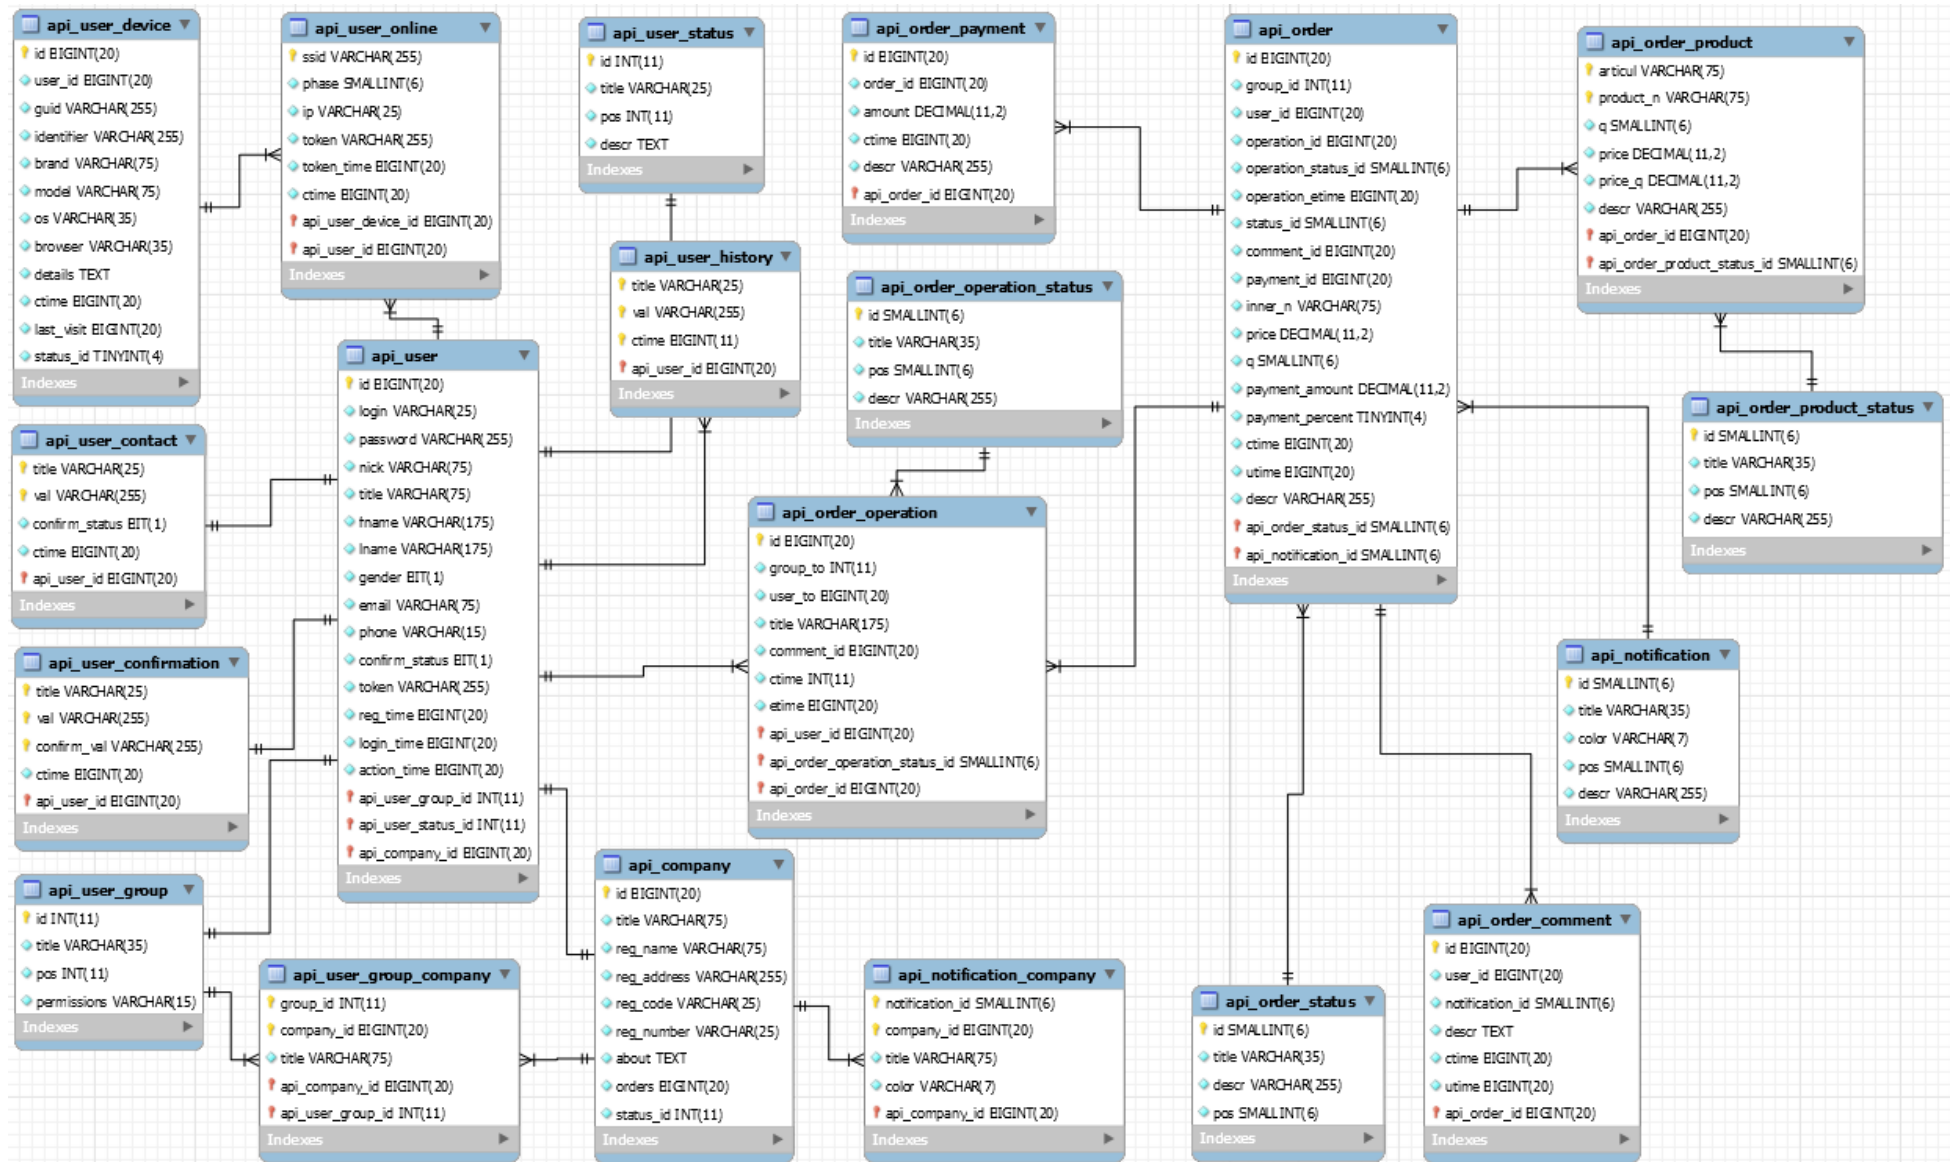 api_user_device
id BIGINT(20)
user_id BIGINT(20)
guid VARCHAR(255)
identifier VARCHAR(255)
brand VARCHAR(75)
model VARCHAR(75)
os VARCHAR(35)
browser VARCHAR(35)
details TEXT
ctime BIGINT(20)
last_visit BIGINT(20)
status_id TINYINT(4)
Indexes
api_user_online
ssid VARCHAR(255)
phase SMALLINT(6)
ip VARCHAR(25)
token VARCHAR(255)
token_time BIGINT(20)
ctime BIGINT(20)
api_user_device_id BIGINT(20)
api_user_id BIGINT(20)
Indexes
api_user_status
id INT(11)
title VARCHAR(25)
pos INT(11)
descr TEXT
Indexes
api_order_payment
id BIGINT(20)
order_id BIGINT(20)
amount DECIMAL(11,2)
ctime BIGINT(20)
descr VARCHAR(255)
api_order_id BIGINT(20)
Indexes
api_order
id BIGINT(20)
group_id INT(11)
user_id BIGINT(20)
operation_id BIGINT(20)
operation_status_id SMALLINT(6)
operation_etime BIGINT(20)
status_id SMALLINT(6)
comment_id BIGINT(20)
payment_id BIGINT(20)
inner_n VARCHAR(75)
price DECIMAL(11,2)
q SMALLINT(6)
payment_amount DECIMAL(11,2)
payment_percent TINYINT(4)
ctime BIGINT(20)
utime BIGINT(20)
descr VARCHAR(255)
api_order_status_id SMALLINT(6)
api_notification_id SMALLINT(6)
Indexes
api_order_product
articul VARCHAR(75)
product_n VARCHAR(75)
q SMALLINT(6)
price DECIMAL(11,2)
price_q DECIMAL(11,2)
descr VARCHAR(255)
api_order_id BIGINT(20)
api_order_product_status_id SMALLINT(6)
Indexes
api_user_history
title VARCHAR(25)
val VARCHAR(255)
ctime BIGINT(11)
api_user_id BIGINT(20)
Indexes
api_order_operation_status
id SMALLINT(6)
title VARCHAR(35)
pos SMALLINT(6)
descr VARCHAR(255)
Indexes
api_user
id BIGINT(20)
login VARCHAR(25)
password VARCHAR(255)
nick VARCHAR(75)
title VARCHAR(75)
fname VARCHAR(175)
lname VARCHAR(175)
gender BIT(1)
email VARCHAR(75)
phone VARCHAR(15)
confirm_status BIT(1)
token VARCHAR(255)
reg_time BIGINT(20)
login_time BIGINT(20)
action_time BIGINT(20)
api_user_group_id INT(11)
api_user_status_id INT(11)
api_company_id BIGINT(20)
Indexes
api_order_product_status
id SMALLINT(6)
title VARCHAR(35)
pos SMALLINT(6)
descr VARCHAR(255)
Indexes
api_user_contact
title VARCHAR(25)
val VARCHAR(255)
confirm_status BIT(1)
ctime BIGINT(20)
api_user_id BIGINT(20)
Indexes
api_order_operation
id BIGINT(20)
group_to INT(11)
user_to BIGINT(20)
title VARCHAR(175)
comment_id BIGINT(20)
ctime INT(11)
etime BIGINT(20)
api_user_id BIGINT(20)
api_order_operation_status_id SMALLINT(6)
api_order_id BIGINT(20)
Indexes
api_user_confirmation
title VARCHAR(25)
val VARCHAR(255)
confirm_val VARCHAR(255)
ctime BIGINT(20)
api_user_id BIGINT(20)
Indexes
api_notification
id SMALLINT(6)
title VARCHAR(35)
color VARCHAR(7)
pos SMALLINT(6)
descr VARCHAR(255)
Indexes
api_user_group
id INT(11)
title VARCHAR(35)
pos INT(11)
permissions VARCHAR(15)
Indexes
api_user_group_company
group_id INT(11)
company_id BIGINT(20)
title VARCHAR(75)
api_company_id BIGINT(20)
api_user_group_id INT(11)
Indexes
api_company
id BIGINT(20)
title VARCHAR(75)
reg_name VARCHAR(75)
reg_address VARCHAR(255)
reg_code VARCHAR(25)
reg_number VARCHAR(25)
about TEXT
orders BIGINT(20)
status_id INT(11)
Indexes
api_notification_company
notification_id SMALLINT(6)
company_id BIGINT(20)
title VARCHAR(75)
color VARCHAR(7)
api_company_id BIGINT(20)
Indexes
api_order_status
id SMALLINT(6)
title VARCHAR(35)
descr VARCHAR(255)
pos SMALLINT(6)
Indexes
api_order_comment
id BIGINT(20)
user_id BIGINT(20)
notification_id SMALLINT(6)
descr TEXT
ctime BIGINT(20)
utime BIGINT(20)
api_order_id BIGINT(20)
Indexes